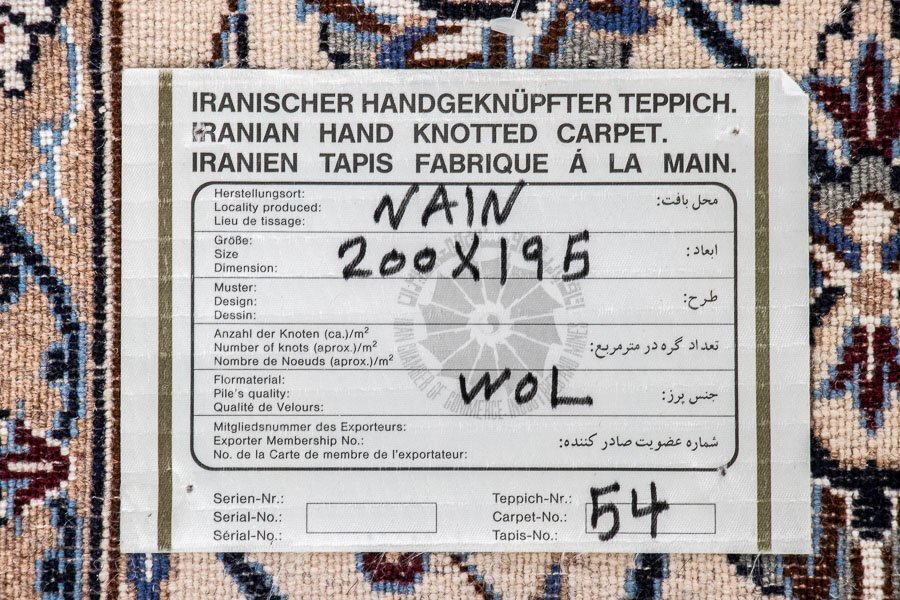 IRANISCHER HANDGEKNÜPFTER TEPPICH.
IRANIAN HAND KNOTTED CARPET.
IRANIEN TAPIS FABRIQUE Á LA MAIN.
Herstellungsort:
Locality produced:
Lieu de tissage:
NAIN
محل بافت:
Größe:
Size
Dimension:
200X195
ابعاد:
Muster:
Design:
Dessin:
طرح:
Anzahl der Knoten (ca.)/m²
Number of knots (aprox.)/m²
Nombre de Noeuds (aprox.)/m²
تعداد گره در مترمربع:
Flormaterial:
Pile's quality:
Qualité de Velours:
WOL
جنس پرز:
Mitgliedsnummer des Exporteurs:
Exporter Membership No.:
No. de la Carte de membre de l'exportateur:
شماره عضویت صادر کننده:
Serien-Nr.:
Serial-No.:
Sérial-No.:
Teppich-Nr.:
Carpet-No.:
Tapis-No.:
54